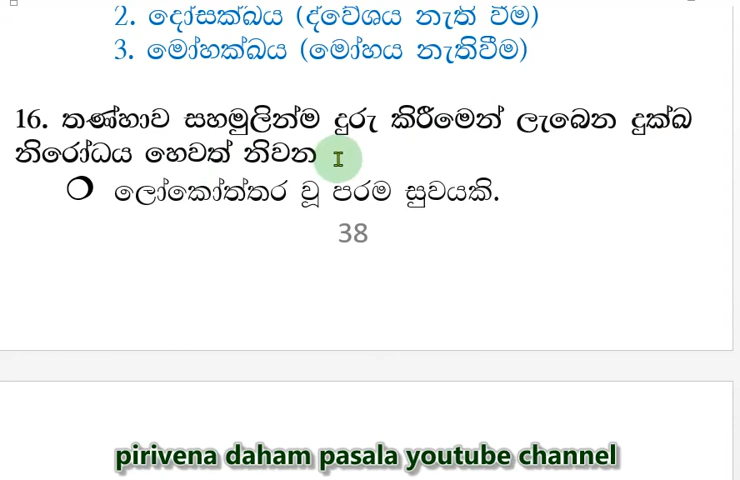 2. දෝසක්ඛය (ද්වේශය නැති වීම)
3. මෝහක්ඛය (මෝහය නැතිවීම)
16. තණ්හාව සහමුලින්ම දුරු කිරීමෙන් ලැබෙන දුක්ඛ
නිරෝධය හෙවත් නිවන
ලෝකෝත්තර වූ පරම සුවයකි.
38
pirivena daham pasala youtube channel